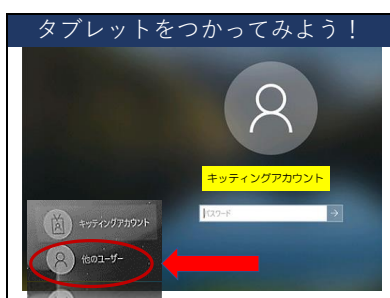 タブレットをつかってみよう！
キッティングアカウント
パスワード
キッティングアカウント
他のユーザー